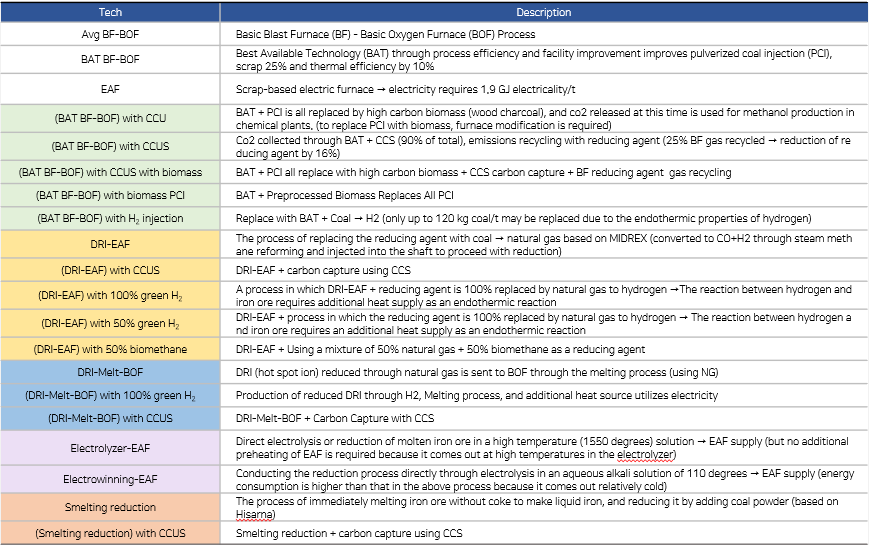 Tech Description
Avg BF-BOF Basic Blast Furnace (BF) - Basic Oxygen Furnace (BOF) Process
BAT BF-BOF Best Available Technology (BAT) through process efficiency and facility improvement improves pulverized coal injection (PCI),
scrap 25% and thermal efficiency by 10%
EAF Scrap-based electric furnace → electricity requires 1.9 GJ electricality/t
(BAT BF-BOF) with CCU BAT + PCI is all replaced by high carbon biomass (wood charcoal), and co2 released at this time is used for methanol production in
chemical plants. (to replace PCI with biomass, furnace modification is required)
(BAT BF-BOF) with CCUS Co2 collected through BAT + CCS (90% of total), emissions recycling with reducing agent (25% BF gas recycled → reduction of re
ducing agent by 16%)
(BAT BF-BOF) with CCUS with biomass BAT + PCI all replace with high carbon biomass + CCS carbon capture + BF reducing agent gas recycling
(BAT BF-BOF) with biomass PCI BAT + Preprocessed Biomass Replaces All PCI
(BAT BF-BOF) with H₂ injection Replace with BAT + Coal → H2 (only up to 120 kg coal/t may be replaced due to the endothermic properties of hydrogen)
DRI-EAF The process of replacing the reducing agent with coal → natural gas based on MIDREX (converted to CO+H2 through steam meth
ane reforming and injected into the shaft to proceed with reduction)
(DRI-EAF) with CCUS DRI-EAF + carbon capture using CCS
(DRI-EAF) with 100% green H₂ A process in which DRI-EAF + reducing agent is 100% replaced by natural gas to hydrogen →The reaction between hydrogen and
iron ore requires additional heat supply as an endothermic reaction
(DRI-EAF) with 50% green H₂ DRI-EAF + process in which the reducing agent is 100% replaced by natural gas to hydrogen → The reaction between hydrogen a
nd iron ore requires an additional heat supply as an endothermic reaction
(DRI-EAF) with 50% biomethane DRI-EAF + Using a mixture of 50% natural gas + 50% biomethane as a reducing agent
DRI-Melt-BOF DRI (hot spot ion) reduced through natural gas is sent to BOF through the melting process (using NG)
(DRI-Melt-BOF) with 100% green H₂ Production of reduced DRI through H2, Melting process, and additional heat source utilizes electricity
(DRI-Melt-BOF) with CCUS DRI-Melt-BOF + Carbon Capture with CCS
Electrolyzer-EAF Direct electrolysis or reduction of molten iron ore in a high temperature (1550 degrees) solution → EAF supply (but no additional
preheating of EAF is required because it comes out at high temperatures in the electrolyzer)
Electrowinning-EAF Conducting the reduction process directly through electrolysis in an aqueous alkali solution of 110 degrees → EAF supply (energy
consumption is higher than that in the above process because it comes out relatively cold)
Smelting reduction The process of immediately melting iron ore without coke to make liquid iron, and reducing it by adding coal powder (based on
Hisarna)
(Smelting reduction) with CCUS Smelting reduction + carbon capture using CCS